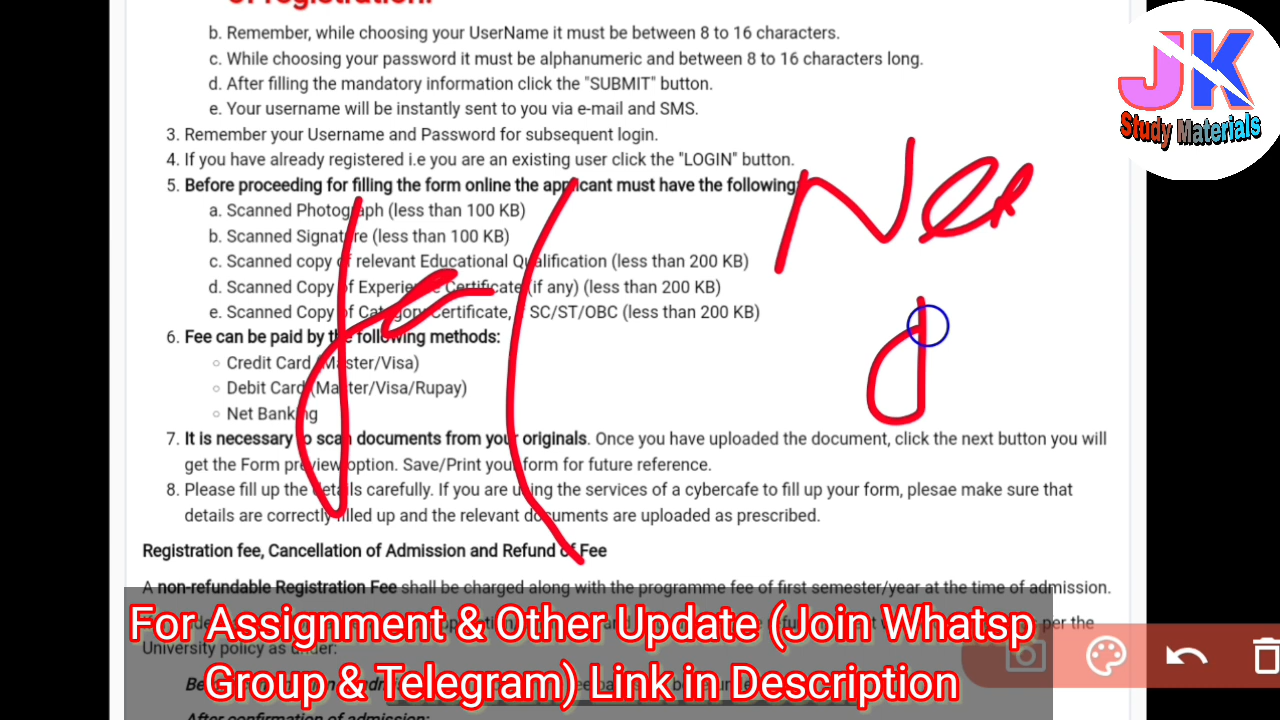 of registration.
b. Remember, while choosing your UserName it must be between 8 to 16 characters.
c. While choosing your password it must be alphanumeric and between 8 to 16 characters long.
d. After filling the mandatory information click the "SUBMIT" button.
e. Your username will be instantly sent to you via e-mail and SMS.
3. Remember your Username and Password for subsequent login.
4. If you have already registered i.e you are an existing user click the "LOGIN" button.
5. Before proceeding for filling the form online the applicant must have the following:
a. Scanned Photograph (less than 100 KB)
b. Scanned Signature (less than 100 KB)
c. Scanned copy of relevant Educational Qualification (less than 200 KB)
d. Scanned Copy of Experience Certificate (if any) (less than 200 KB)
e. Scanned Copy of Category Certificate, SC/ST/OBC (less than 200 KB)
6. Fee can be paid by the following methods:
Credit Card (Master/Visa)
Debit Card (Master/Visa/Rupay)
Net Banking
7. It is necessary to scan documents from your originals. Once you have uploaded the document, click the next button you will
get the Form preview option. Save/Print your form for future reference.
8. Please fill up the details carefully. If you are using the services of a cybercafe to fill up your form, plesae make sure that
details are correctly filled up and the relevant documents are uploaded as prescribed.
Registration fee, Cancellation of Admission and Refund of Fee
A non-refundable Registration Fee shall be charged along with the programme fee of first semester/year at the time of admission.
per the
University policy as under:
After confirmation of admission:
JK
Study Materials
For Assignment & Other Update (Join Whatsp
Group & Telegram) Link in Description